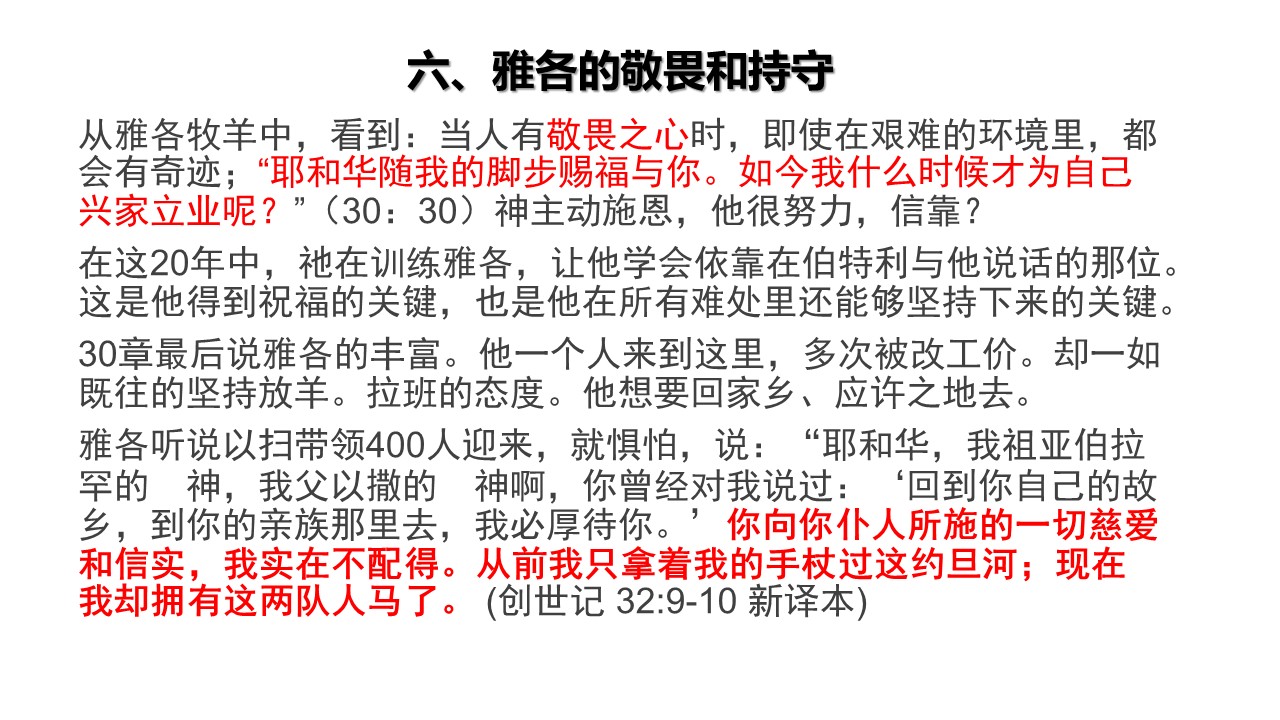 六、雅各的敬畏和持守
从雅各牧羊中，看到：当人有敬畏之心时，即使在艰难的环境里，都
会有奇迹；“耶和华随我的脚步赐福与你。如今我什么时候才为自己
兴家立业呢？”（30：30）神主动施恩，他很努力，信靠？
在这20年中，祂在训练雅各，让他学会依靠在伯特利与他说话的那位。
这是他得到祝福的关键，也是他在所有难处里还能够坚持下来的关键。
30章最后说雅各的丰富。他一个人来到这里，多次被改工价。却一如
既往的坚持放羊。拉班的态度。他想要回家乡、应许之地去。
雅各听说以扫带领400人迎来，就惧怕，说：“耶和华，我祖亚伯拉
罕的　神，我父以撒的　神啊，你曾经对我说过：‘回到你自己的故
乡，到你的亲族那里去，我必厚待你。’你向你仆人所施的一切慈爱
和信实，我实在不配得。从前我只拿着我的手杖过这约旦河；现在
我却拥有这两队人马了。 (创世记 32:9-10 新译本)